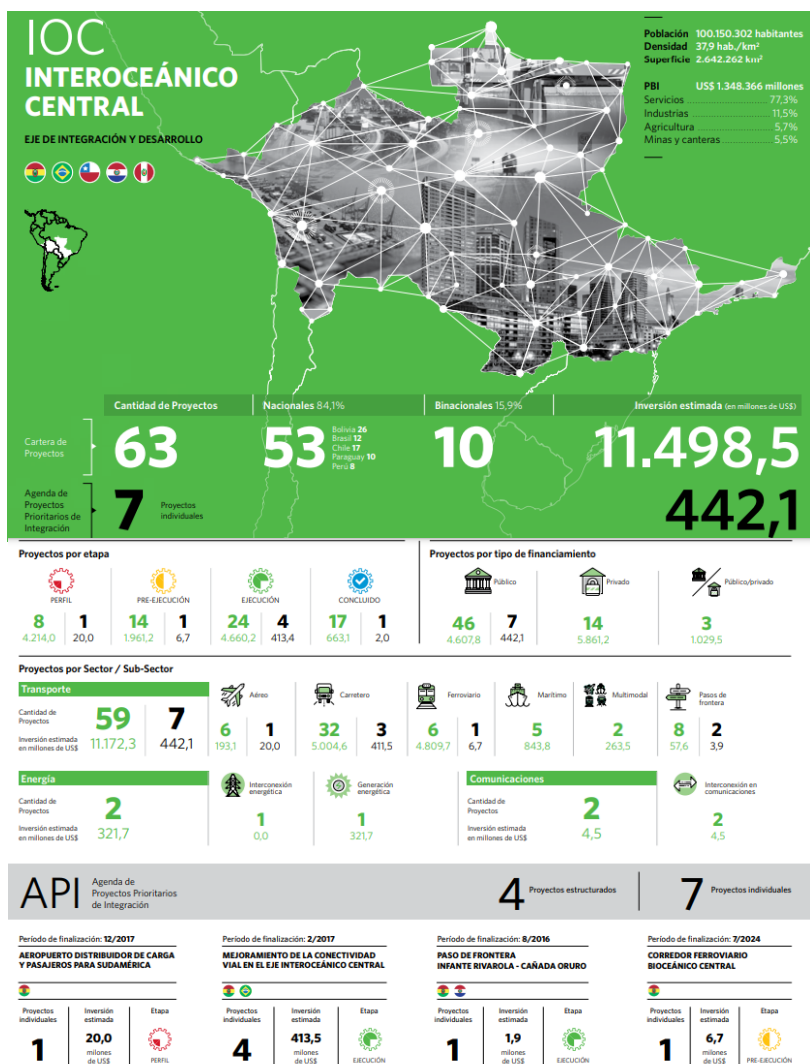 IOC
INTEROCEÁNICO
CENTRAL
EJE DE INTEGRACIÓN Y DESARROLLO
Población 100.150.302 habitantes
Densidad 37,9 hab./km²
Superficie 2.642.262 km²
PBI US$ 1.348.366 millones
Servicios 77,3%
Industrias 11,5%
Agricultura 5,7%
Minas y canteras 5,5%
Cantidad de Proyectos
Nacionales 84,1%
Binacionales 15,9%
Inversión estimada (en millones de US$)
Cartera de
Proyectos
63
53
Bolivia 26
Brasil 12
Chile 17
Paraguay 10
Perú 8
10
11.498,5
Agenda de
Proyectos
Prioritarios de
Integración
7
Proyectos
individuales
442,1
Proyectos por etapa
PERFIL
PRE-EJECUCIÓN
EJECUCIÓN
CONCLUIDO
8 1 14 1 24 4 17 1
4.214,0 20,0 1.961,2 6,7 4.660,2 413,4 663,1 2,0
Proyectos por tipo de financiamiento
Público
Privado
Público/privado
46 7 14 3
4.607,8 442,1 5.861,2 1.029,5
Proyectos por Sector / Sub-Sector
Transporte
Cantidad de
Proyectos
59 7
Inversión estimada
en millones de US$
11.172,3 442,1
Aéreo
6 1
193,1 20,0
Carretero
32 3
5.004,6 411,5
Ferroviario
6 1
4.809,7 6,7
Marítimo
5
843,8
Multimodal
2
263,5
Pasos de
frontera
8 2
57,6 3,9
Energía
Cantidad de
Proyectos
2
Inversión estimada
en millones de US$
321,7
Interconexión
energética
1
0,0
Generación
energética
1
321,7
Comunicaciones
Cantidad de
Proyectos
2
Inversión estimada
en millones de US$
4,5
Interconexión en
comunicaciones
2
4,5
API
Agenda de
Proyectos Prioritarios
de Integración
4 Proyectos estructurados
7 Proyectos individuales
Período de finalización: 12/2017
AEROPUERTO DISTRIBUIDOR DE CARGA
Y PASAJEROS PARA SUDAMÉRICA
Proyectos
individuales
1
Inversión
estimada
20,0
milones
de US$
Etapa
PERFIL
Período de finalización: 2/2017
MEJORAMIENTO DE LA CONECTIVIDAD
VIAL EN EL EJE INTEROCEÁNICO CENTRAL
Proyectos
individuales
4
Inversión
estimada
413,5
milones
de US$
Etapa
EJECUCIÓN
Período de finalización: 8/2016
PASO DE FRONTERA
INFANTE RIVAROLA - CAÑADA ORURO
Proyectos
individuales
1
Inversión
estimada
1,9
milones
de US$
Etapa
EJECUCIÓN
Período de finalización: 7/2024
CORREDOR FERROVIARIO
BIOCEÁNICO CENTRAL
Proyectos
individuales
1
Inversión
estimada
6,7
milones
de US$
Etapa
PRE-EJECUCIÓN